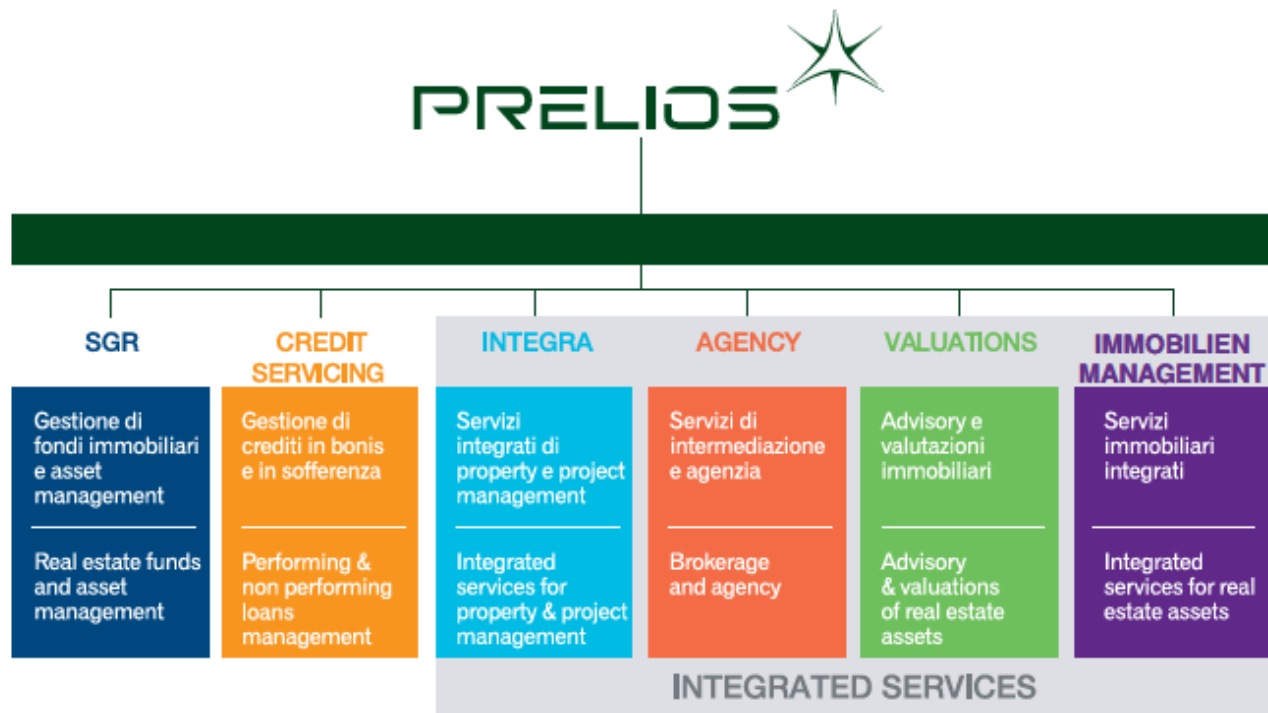 PRELIOS
SGR
Gestione di
fondi immobiliari
e asset
management
Real estate funds
and asset
management
CREDIT
SERVICING
Gestione di
crediti in bonis
e in sofferenza
Performing &
non performing
loans
management
INTEGRA
Servizi
integrati di
property e project
management
Integrated
services for
property & project
management
AGENCY
Servizi di
intermediazione
e agenzia
Brokerage
and agency
VALUATIONS
Advisory e
valutazioni
immobiliari
Advisory
& valuations
of real estate
assets
IMMOBILIEN
MANAGEMENT
Servizi
immobiliari
integrati
Integrated
services for real
estate assets
INTEGRATED SERVICES